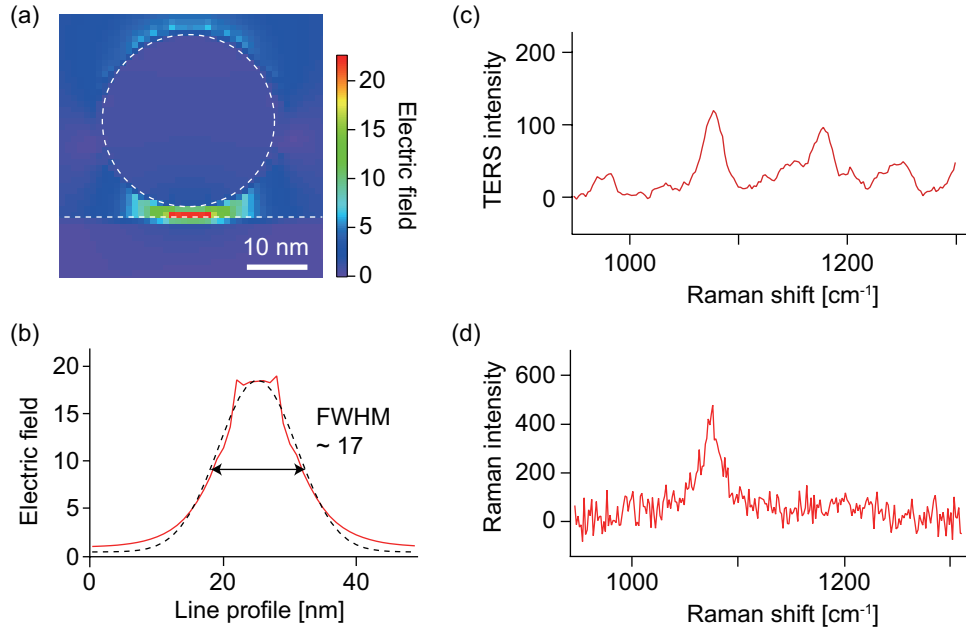 (a)
20
15
10
5
0
Electric field
10 nm
(b)
20
15
10
5
0
Electric field
FWHM
~ 17
0
20
40
Line profile [nm]
(c)
200
100
0
TERS intensity
1000
1200
Raman shift [cm⁻¹]
(d)
600
400
200
0
Raman intensity
1000
1200
Raman shift [cm⁻¹]